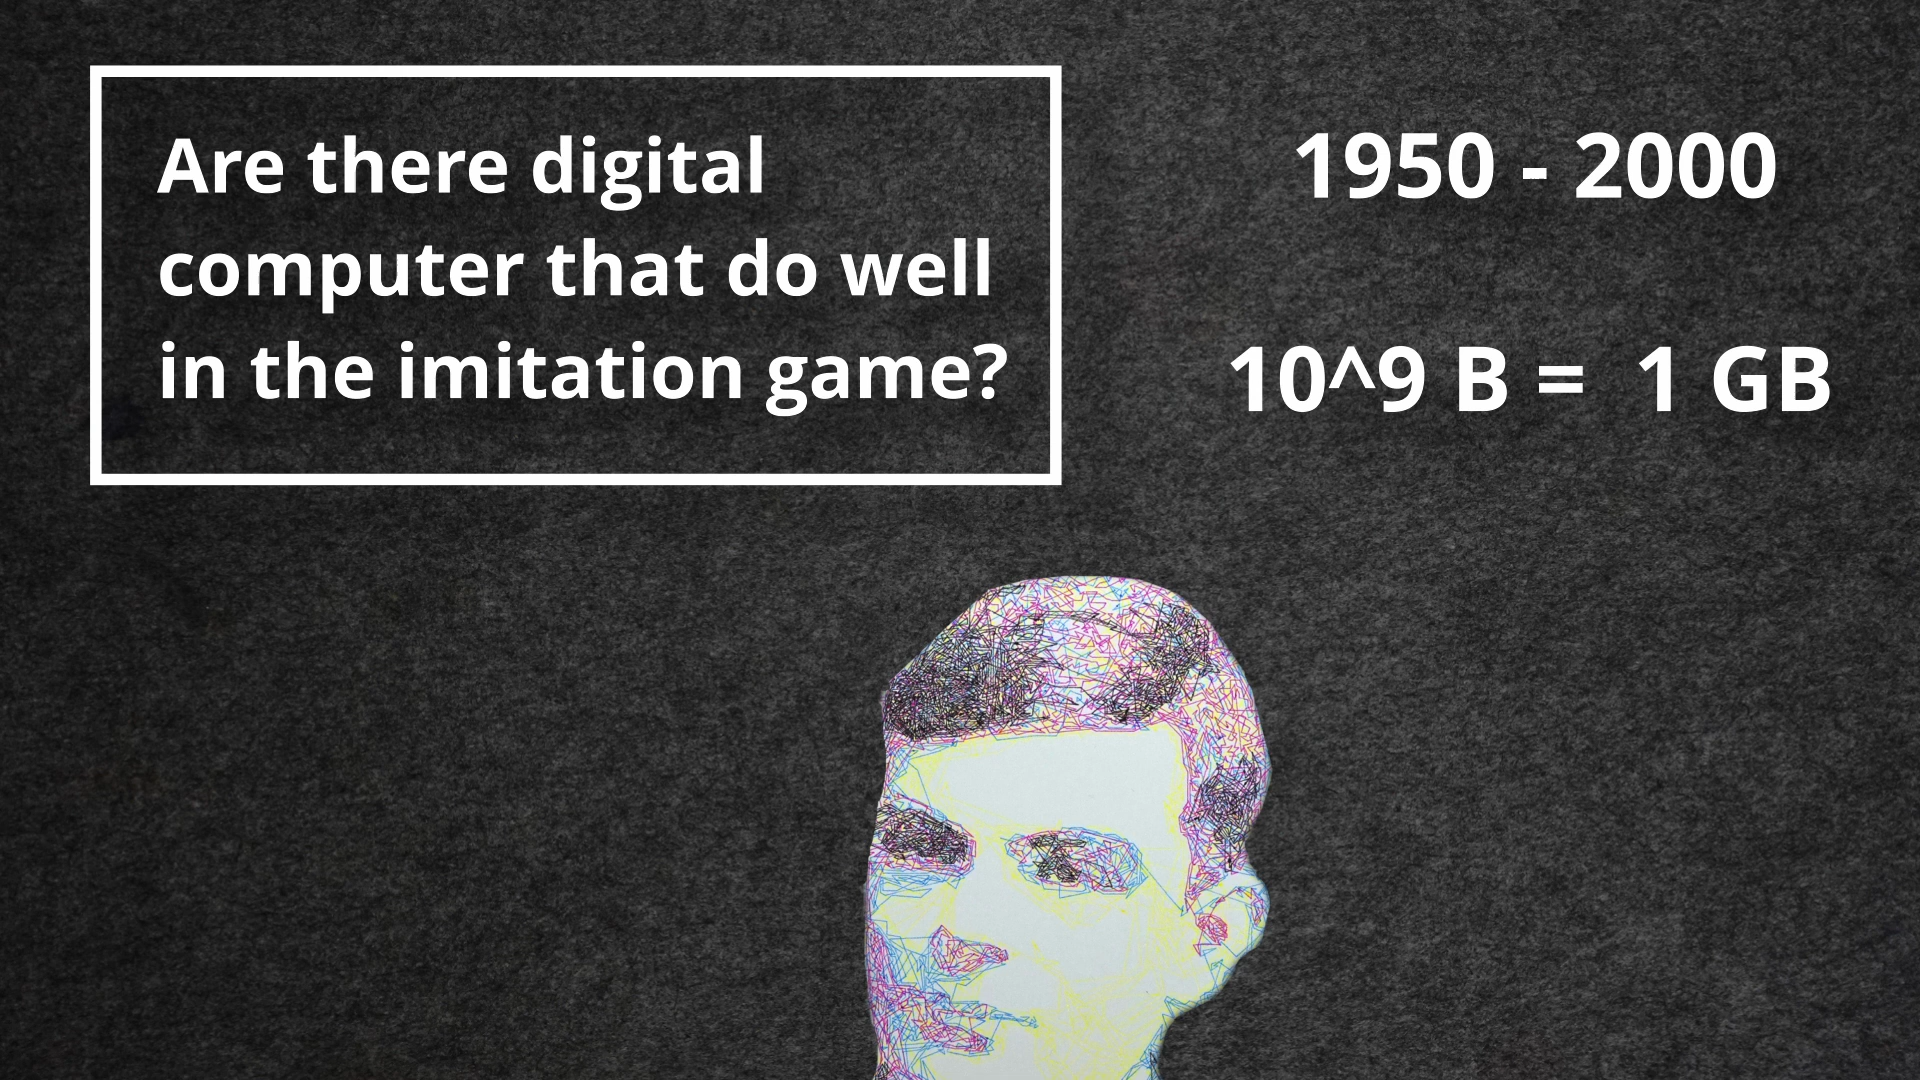 Are there digital
computer that do well
in the imitation game?
1950 - 2000
10^9 B = 1 GB